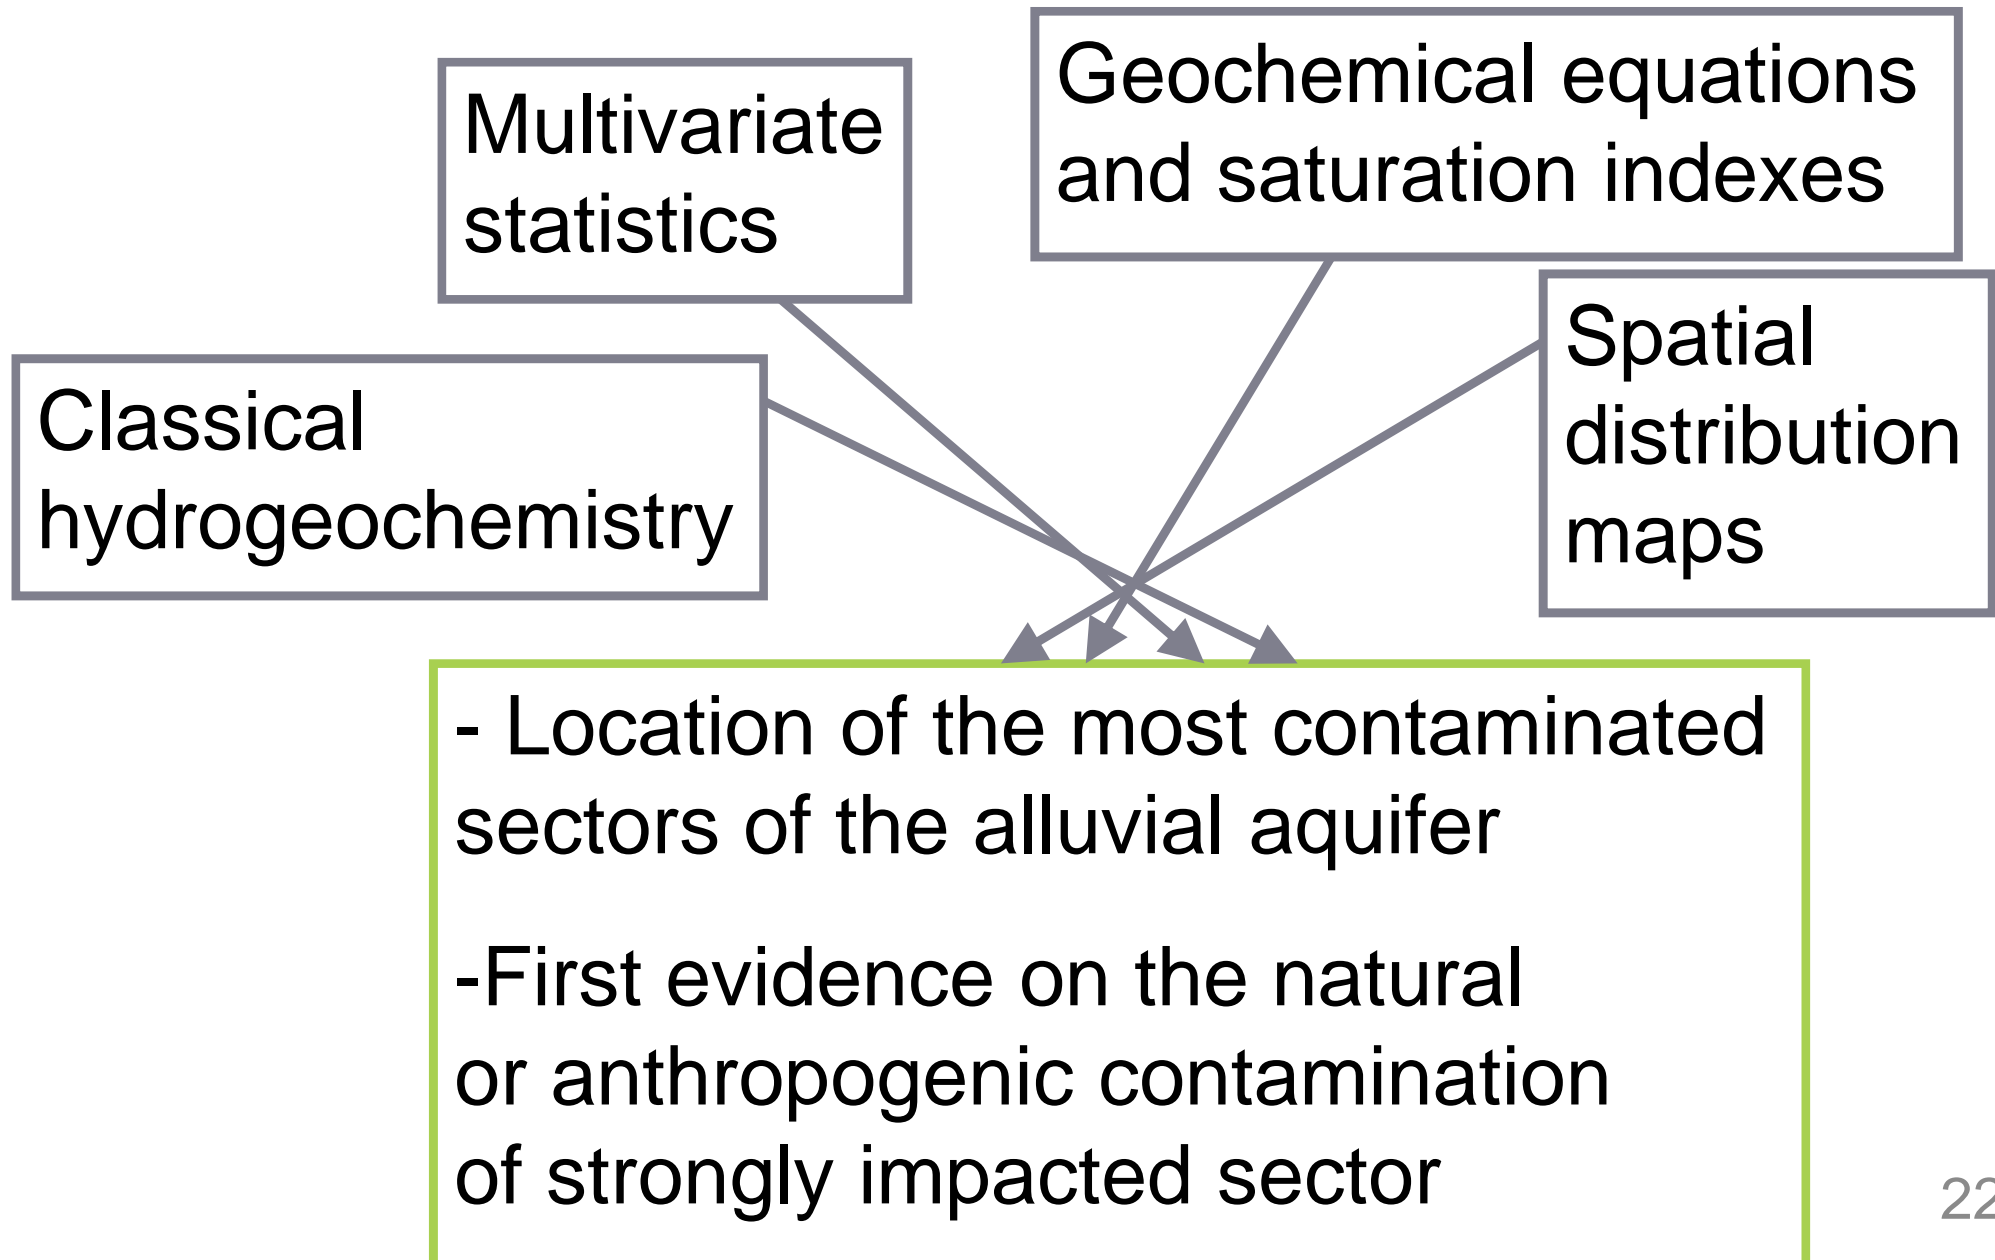 Multivariate
statistics
Geochemical equations
and saturation indexes
Classical
hydrogeochemistry
Spatial
distribution
maps
- Location of the most contaminated
sectors of the alluvial aquifer
-First evidence on the natural
or anthropogenic contamination
of strongly impacted sector
22